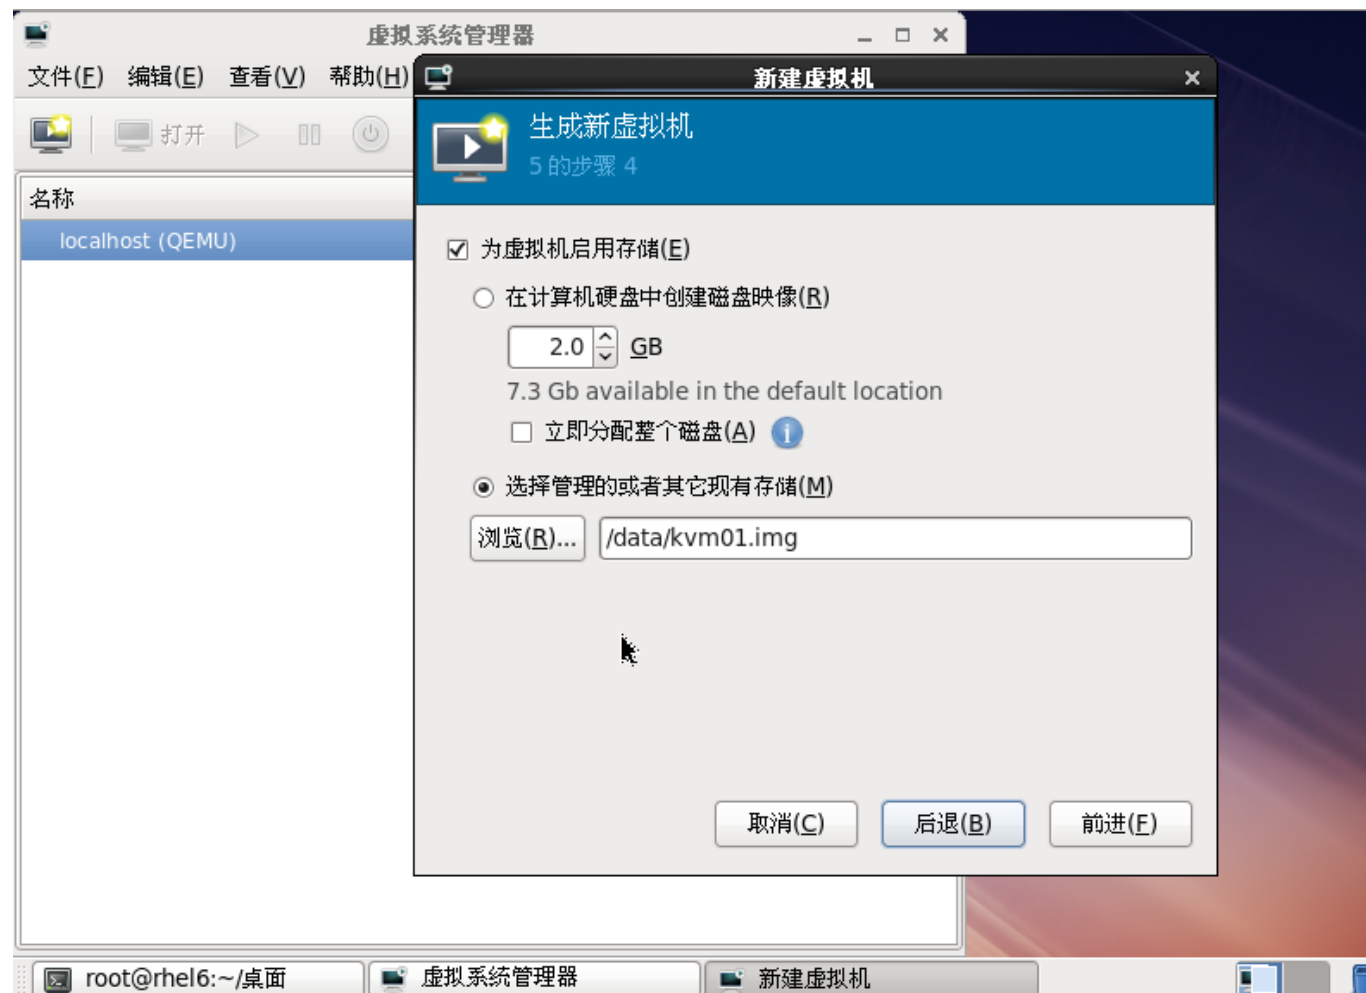 虚拟系统管理器
文件(F) 编辑(E) 查看(V) 帮助(H)
打开
名称
localhost (QEMU)
新建虚拟机
生成新虚拟机
5 的步骤 4
为虚拟机启用存储(E)
在计算机硬盘中创建磁盘映像(R)
2.0 GB
7.3 Gb available in the default location
立即分配整个磁盘(A)
选择管理的或者其它现有存储(M)
浏览(R)... /data/kvm01.img
取消(C) 后退(B) 前进(F)
root@rhel6:~/桌面 虚拟系统管理器 新建虚拟机